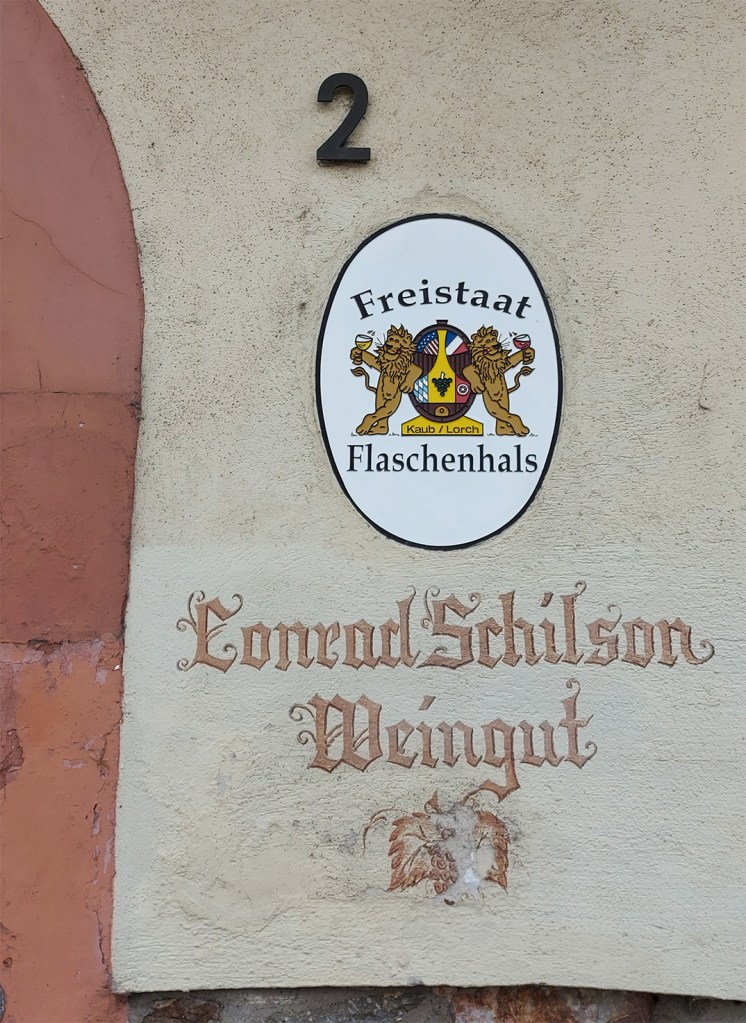 2
Freistaat
Kaub / Lorch
Flaschenhals
Conrad Schilson
Weingut